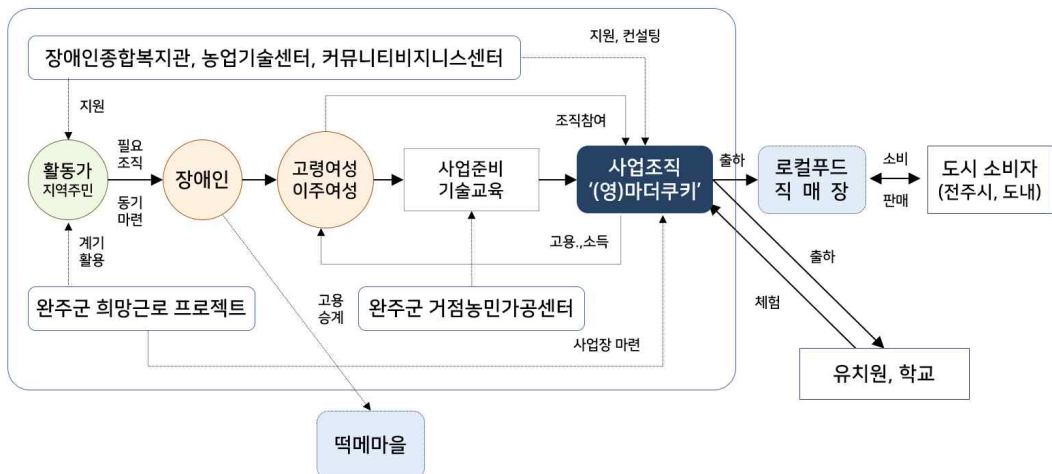 장애인종합복지관, 농업기술센터, 커뮤니티비지니스센터
지원, 컨설팅
지원
조직참여
활동가
지역주민
필요
조직
동기
마련
장애인
고령여성
이주여성
사업준비
기술교육
사업조직
‘(영)마더쿠키’
출하
로컬푸드
직 매 장
소비
판매
도시 소비자
(전주시, 도내)
계기
활용
고용.,소득
출하
체험
완주군 희망근로 프로젝트
고용
승계
완주군 거점농민가공센터
사업장 마련
유치원, 학교
떡메마을